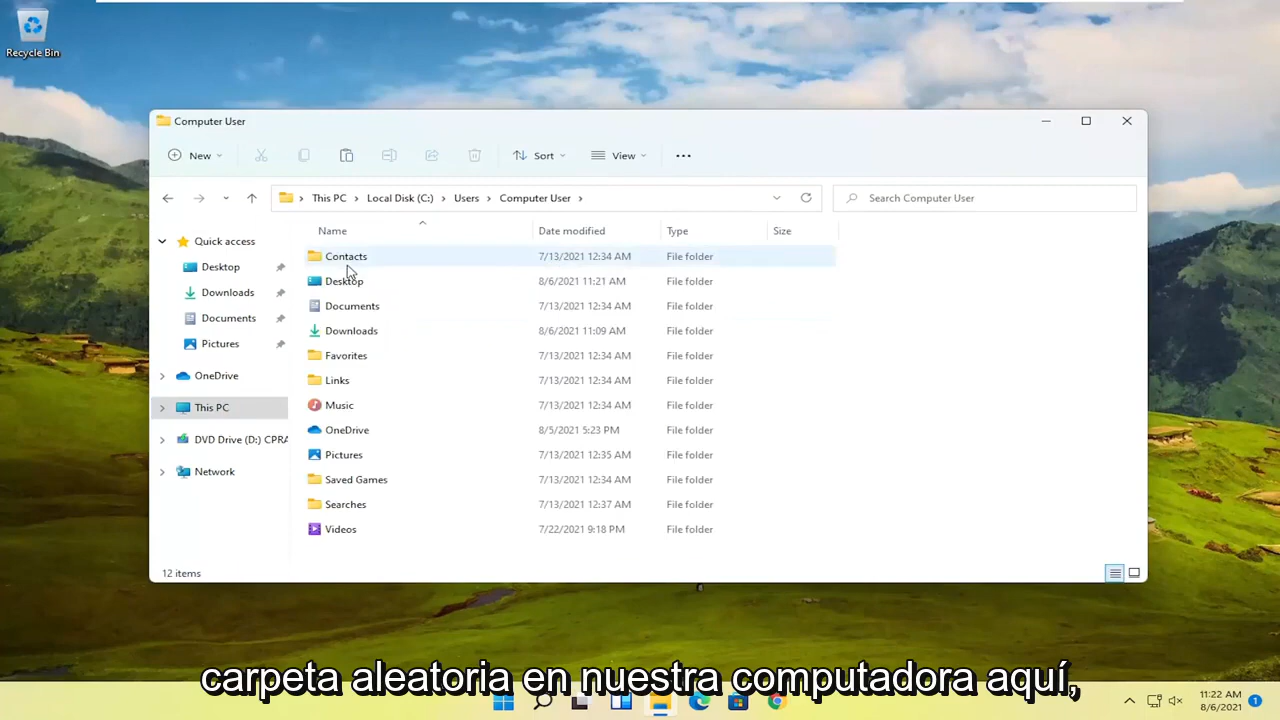 Recycle Bin
Computer User
New
Sort
View
This PC
Local Disk (C:)
Users
Computer User
Search Computer User
Quick access
Desktop
Downloads
Documents
Pictures
OneDrive
This PC
DVD Drive (D:) CPRA
Network
Name Date modified Type Size
Contacts 7/13/2021 12:34 AM File folder
Desktop 8/6/2021 11:21 AM File folder
Documents 7/13/2021 12:34 AM File folder
Downloads 8/6/2021 11:09 AM File folder
Favorites 7/13/2021 12:34 AM File folder
Links 7/13/2021 12:34 AM File folder
Music 7/13/2021 12:34 AM File folder
OneDrive 8/5/2021 5:23 PM File folder
Pictures 7/13/2021 12:35 AM File folder
Saved Games 7/13/2021 12:34 AM File folder
Searches 7/13/2021 12:37 AM File folder
Videos 7/22/2021 9:18 PM File folder
12 items
carpeta aleatoria en nuestra computadora aquí,
11:22 AM
8/6/2021
1